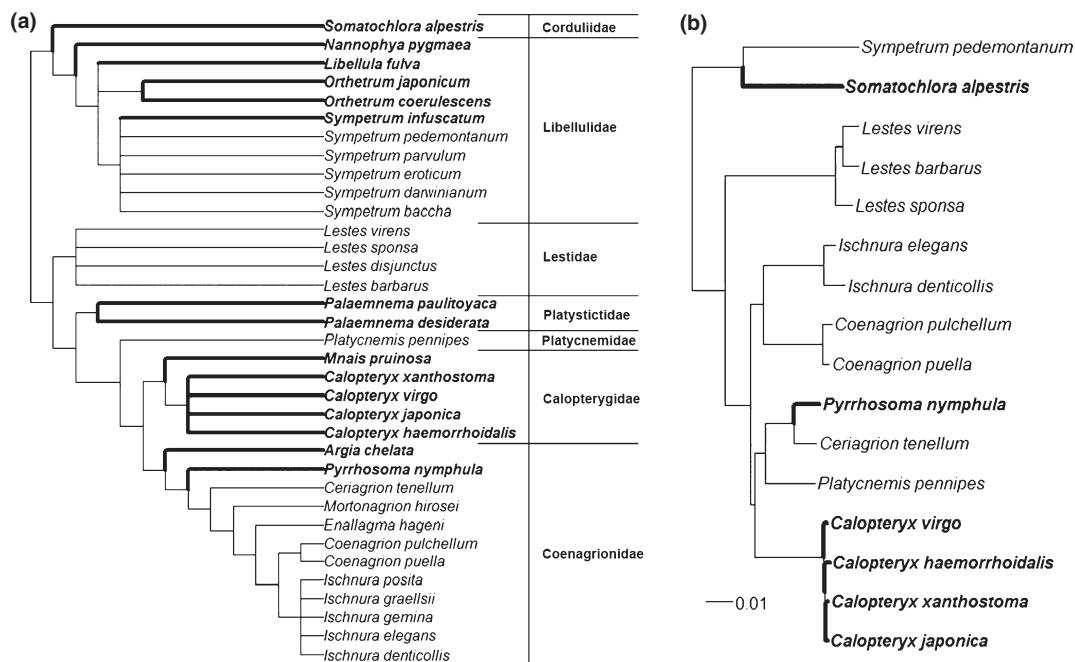 (a)
Somatochlora alpestris
Corduliidae
Nannophya pygmaea
Libellula fulva
Orthetrum japonicum
Orthetrum coerulescens
Sympetrum infuscatum
Sympetrum pedemontanum
Sympetrum parvulum
Sympetrum eroticum
Sympetrum darwinianum
Sympetrum baccha
Libellulidae
Lestes virens
Lestes sponsa
Lestes disjunctus
Lestes barbarus
Lestidae
Palaemnema paulitoyaca
Palaemnema desiderata
Platystictidae
Platycnemis pennipes
Platycnemidae
Mnais pruinosa
Calopteryx xanthostoma
Calopteryx virgo
Calopteryx japonica
Calopteryx haemorrhoidalis
Calopterygidae
Argia chelata
Pyrrhosoma nymphula
Ceriagrion tenellum
Mortonagrion hirosei
Enallagma hageni
Coenagrion pulchellum
Coenagrion puella
Ischnura posita
Ischnura graellsii
Ischnura gemina
Ischnura elegans
Ischnura denticollis
Coenagrionidae
(b)
Sympetrum pedemontanum
Somatochlora alpestris
Lestes virens
Lestes barbarus
Lestes sponsa
Ischnura elegans
Ischnura denticollis
Coenagrion pulchellum
Coenagrion puella
Pyrrhosoma nymphula
Ceriagrion tenellum
Platycnemis pennipes
Calopteryx virgo
Calopteryx haemorrhoidalis
Calopteryx xanthostoma
Calopteryx japonica
0.01